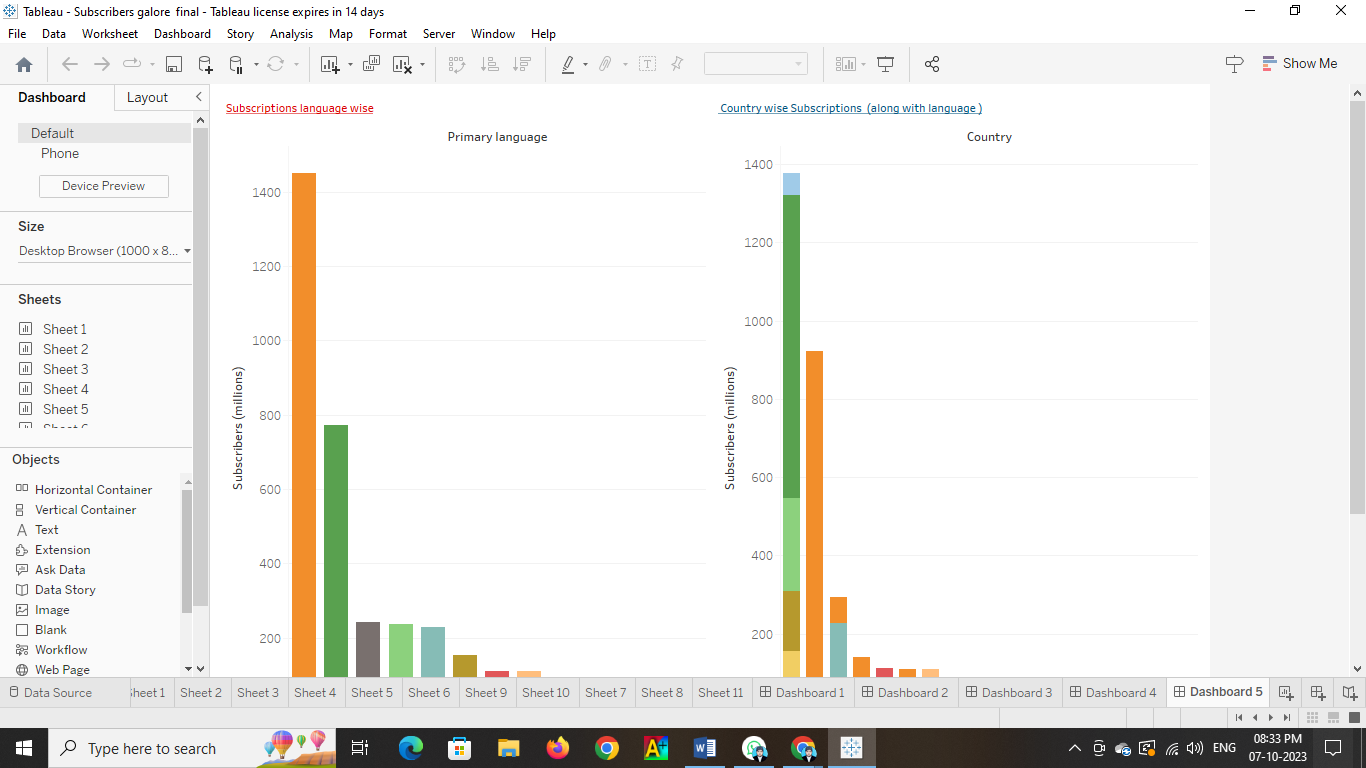 Tableau - Subscribers galore  final - Tableau license expires in 14 days
File Data Worksheet Dashboard Story Analysis Map Format Server Window Help
Show Me
Dashboard Layout
Default
Phone
Device Preview
Size
Desktop Browser (1000 x 8...
Sheets
Sheet 1
Sheet 2
Sheet 3
Sheet 4
Sheet 5
Objects
Horizontal Container
Vertical Container
Text
Extension
Ask Data
Data Story
Image
Blank
Workflow
Web Page
Subscriptions language wise
Primary language
Subscribers (millions)
1400
1200
1000
800
600
400
200
Country wise Subscriptions  (along with language )
Country
Subscribers (millions)
1400
1200
1000
800
600
400
200
Data Source Sheet 1 Sheet 2 Sheet 3 Sheet 4 Sheet 5 Sheet 6 Sheet 9 Sheet 10 Sheet 7 Sheet 8 Sheet 11 Dashboard 1 Dashboard 2 Dashboard 3 Dashboard 4 Dashboard 5
Type here to search
ENG
08:33 PM
07-10-2023